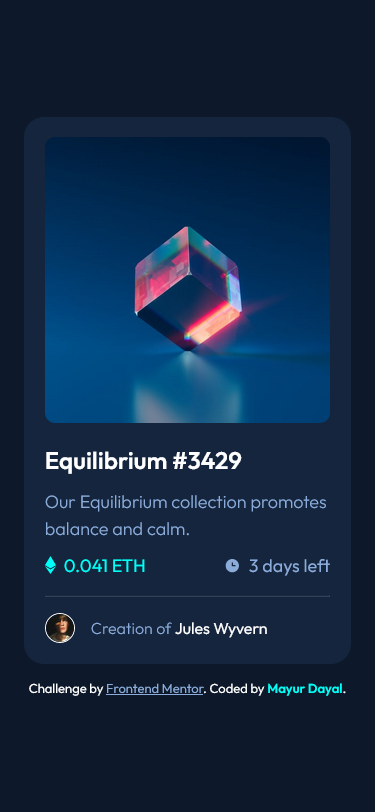 Equilibrium #3429
Our Equilibrium collection promotes
balance and calm.
0.041 ETH
3 days left
Creation of Jules Wyvern
Challenge by Frontend Mentor. Coded by Mayur Dayal.